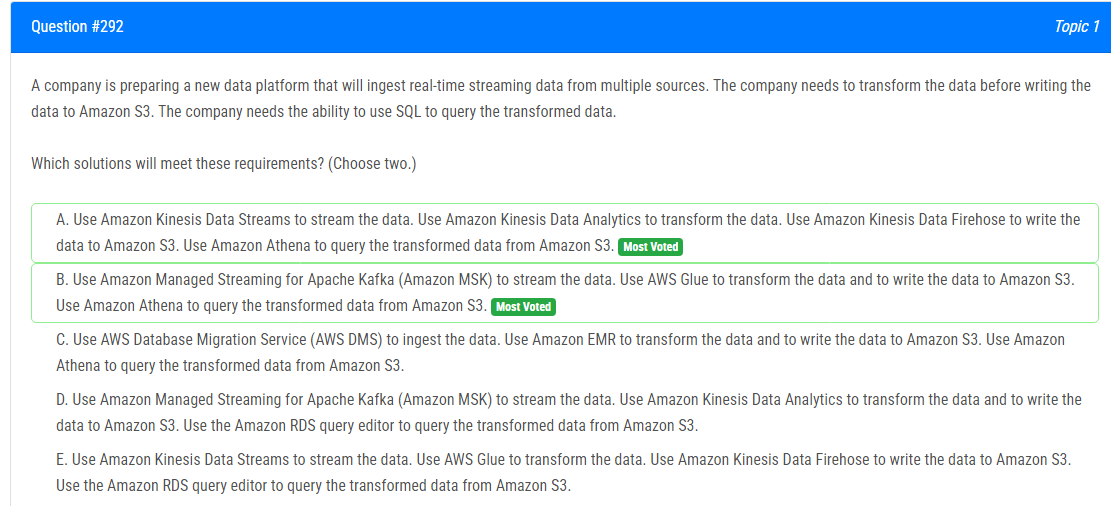 Question #292
Topic 1
A company is preparing a new data platform that will ingest real-time streaming data from multiple sources. The company needs to transform the data before writing the
data to Amazon S3. The company needs the ability to use SQL to query the transformed data.
Which solutions will meet these requirements? (Choose two.)
A. Use Amazon Kinesis Data Streams to stream the data. Use Amazon Kinesis Data Analytics to transform the data. Use Amazon Kinesis Data Firehose to write the
data to Amazon S3. Use Amazon Athena to query the transformed data from Amazon S3. Most Voted
B. Use Amazon Managed Streaming for Apache Kafka (Amazon MSK) to stream the data. Use AWS Glue to transform the data and to write the data to Amazon S3.
Use Amazon Athena to query the transformed data from Amazon S3. Most Voted
C. Use AWS Database Migration Service (AWS DMS) to ingest the data. Use Amazon EMR to transform the data and to write the data to Amazon S3. Use Amazon
Athena to query the transformed data from Amazon S3.
D. Use Amazon Managed Streaming for Apache Kafka (Amazon MSK) to stream the data. Use Amazon Kinesis Data Analytics to transform the data and to write the
data to Amazon S3. Use the Amazon RDS query editor to query the transformed data from Amazon S3.
E. Use Amazon Kinesis Data Streams to stream the data. Use AWS Glue to transform the data. Use Amazon Kinesis Data Firehose to write the data to Amazon S3.
Use the Amazon RDS query editor to query the transformed data from Amazon S3.